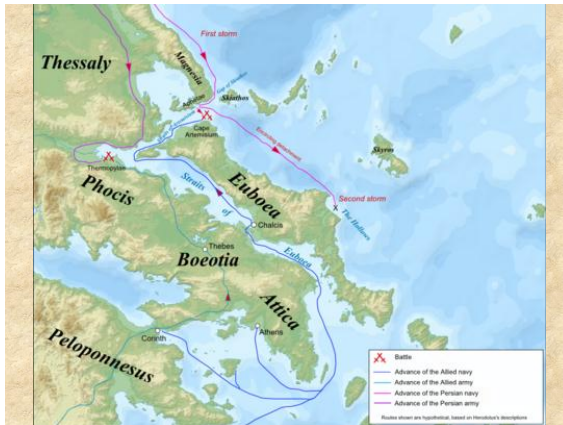 First storm
Thessaly
Magnesia
Aphetae
Skiathos
Cape
Artemisium
Encircling detachment
Skyros
Thermopylae
Phocis
Euboea
Second storm
Straits
of
Euboea
The Hollows
Chalcis
Thebes
Boeotia
Attica
Athens
Corinth
Peloponnesus
Battle
Advance of the Allied navy
Advance of the Allied army
Advance of the Persian navy
Advance of the Persian army
Routes shown are hypothetical, based on Herodotus's descriptions